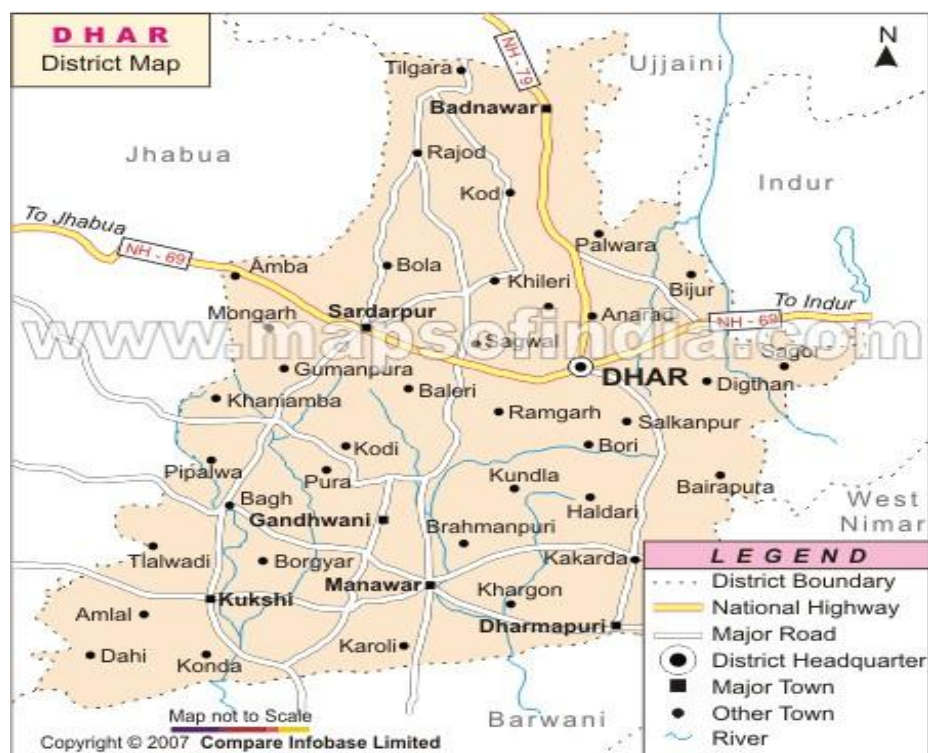 DHAR
District Map
N
NH - 79
Ujjaini
Tilgara
Badnawar
Jhabua
Rajod
Indur
Kod
To Jhabua
NH - 69
Palwara
Amba
Bola
Khileri
Bijur
Mongarh
Sardarpur
Anarad
To Indur
NH - 69
www.mapsofindia.com
Sagwal
Sagor
Gumanpura
DHAR
Digthan
Khaniamba
Baleri
Ramgarh
Salkanpur
Kodi
Bori
Pipalwa
Pura
Kundla
Bairapura
Bagh
Haldari
West
Nimar
Gandhwani
Brahmanpuri
Tlalwadi
Borgyar
Kakarda
LEGEND
District Boundary
National Highway
Major Road
District Headquarter
Major Town
Other Town
River
Manawar
Khargon
Kukshi
Amlal
Dharmapuri
Karoli
Dahi
Konda
Map not to Scale
Barwani
Copyright © 2007 Compare Infobase Limited